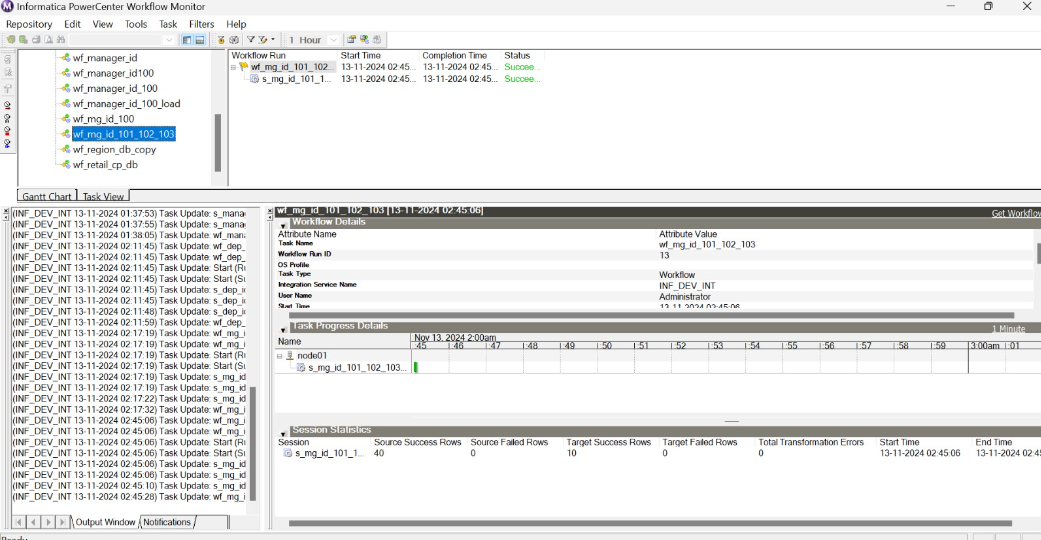 Informatica PowerCenter Workflow Monitor
Repository Edit View Tools Task Filters Help
1 Hour
wf_manager_id
wf_manager_id100
wf_manager_id_100
wf_manager_id_100_load
wf_mg_id_100
wf_mg_id_101_102_103
wf_region_db_copy
wf_retail_cp_db
Workflow Run Start Time Completion Time Status
wf_mg_id_101_102... 13-11-2024 02:45... 13-11-2024 02:45... Succee...
s_mg_id_101_1... 13-11-2024 02:45... 13-11-2024 02:45... Succee...
Gantt Chart Task View
(INF_DEV_INT 13-11-2024 01:37:53) Task Update: s_mana
(INF_DEV_INT 13-11-2024 01:37:55) Task Update: s_mana
(INF_DEV_INT 13-11-2024 01:38:05) Task Update: wf_man
(INF_DEV_INT 13-11-2024 02:11:45) Task Update: wf_dep_
(INF_DEV_INT 13-11-2024 02:11:45) Task Update: wf_dep_
(INF_DEV_INT 13-11-2024 02:11:45) Task Update: Start (R
(INF_DEV_INT 13-11-2024 02:11:45) Task Update: Start (S
(INF_DEV_INT 13-11-2024 02:11:45) Task Update: s_dep_i
(INF_DEV_INT 13-11-2024 02:11:45) Task Update: s_dep_i
(INF_DEV_INT 13-11-2024 02:11:48) Task Update: s_dep_i
(INF_DEV_INT 13-11-2024 02:11:59) Task Update: wf_dep_
(INF_DEV_INT 13-11-2024 02:17:19) Task Update: wf_mg_i
(INF_DEV_INT 13-11-2024 02:17:19) Task Update: wf_mg_i
(INF_DEV_INT 13-11-2024 02:17:19) Task Update: Start (R
(INF_DEV_INT 13-11-2024 02:17:19) Task Update: Start (S
(INF_DEV_INT 13-11-2024 02:17:19) Task Update: s_mg_id
(INF_DEV_INT 13-11-2024 02:17:19) Task Update: s_mg_id
(INF_DEV_INT 13-11-2024 02:17:22) Task Update: s_mg_id
(INF_DEV_INT 13-11-2024 02:17:32) Task Update: wf_mg_i
(INF_DEV_INT 13-11-2024 02:45:06) Task Update: wf_mg_i
(INF_DEV_INT 13-11-2024 02:45:06) Task Update: wf_mg_i
(INF_DEV_INT 13-11-2024 02:45:06) Task Update: Start (R
(INF_DEV_INT 13-11-2024 02:45:06) Task Update: Start (S
(INF_DEV_INT 13-11-2024 02:45:06) Task Update: s_mg_id
(INF_DEV_INT 13-11-2024 02:45:06) Task Update: s_mg_id
(INF_DEV_INT 13-11-2024 02:45:10) Task Update: s_mg_id
(INF_DEV_INT 13-11-2024 02:45:28) Task Update: wf_mg_i
Output Window Notifications
wf_mg_id_101_102_103 [13-11-2024 02:45:06] Get Workflow
Workflow Details
Attribute Name Attribute Value
Task Name wf_mg_id_101_102_103
Workflow Run ID 13
OS Profile
Task Type Workflow
Integration Service Name INF_DEV_INT
User Name Administrator
Start Time 13-11-2024 02:45:06
Task Progress Details 1 Minute
Name Nov 13, 2024 2:00am
:45 :46 :47 :48 :49 :50 :51 :52 :53 :54 :55 :56 :57 :58 :59 3:00am :01
node01
s_mg_id_101_102_103...
Session Statistics
Session Source Success Rows Source Failed Rows Target Success Rows Target Failed Rows Total Transformation Errors Start Time End Time
s_mg_id_101_1... 40 0 10 0 0 13-11-2024 02:45:06 13-11-2024 02:45
Ready